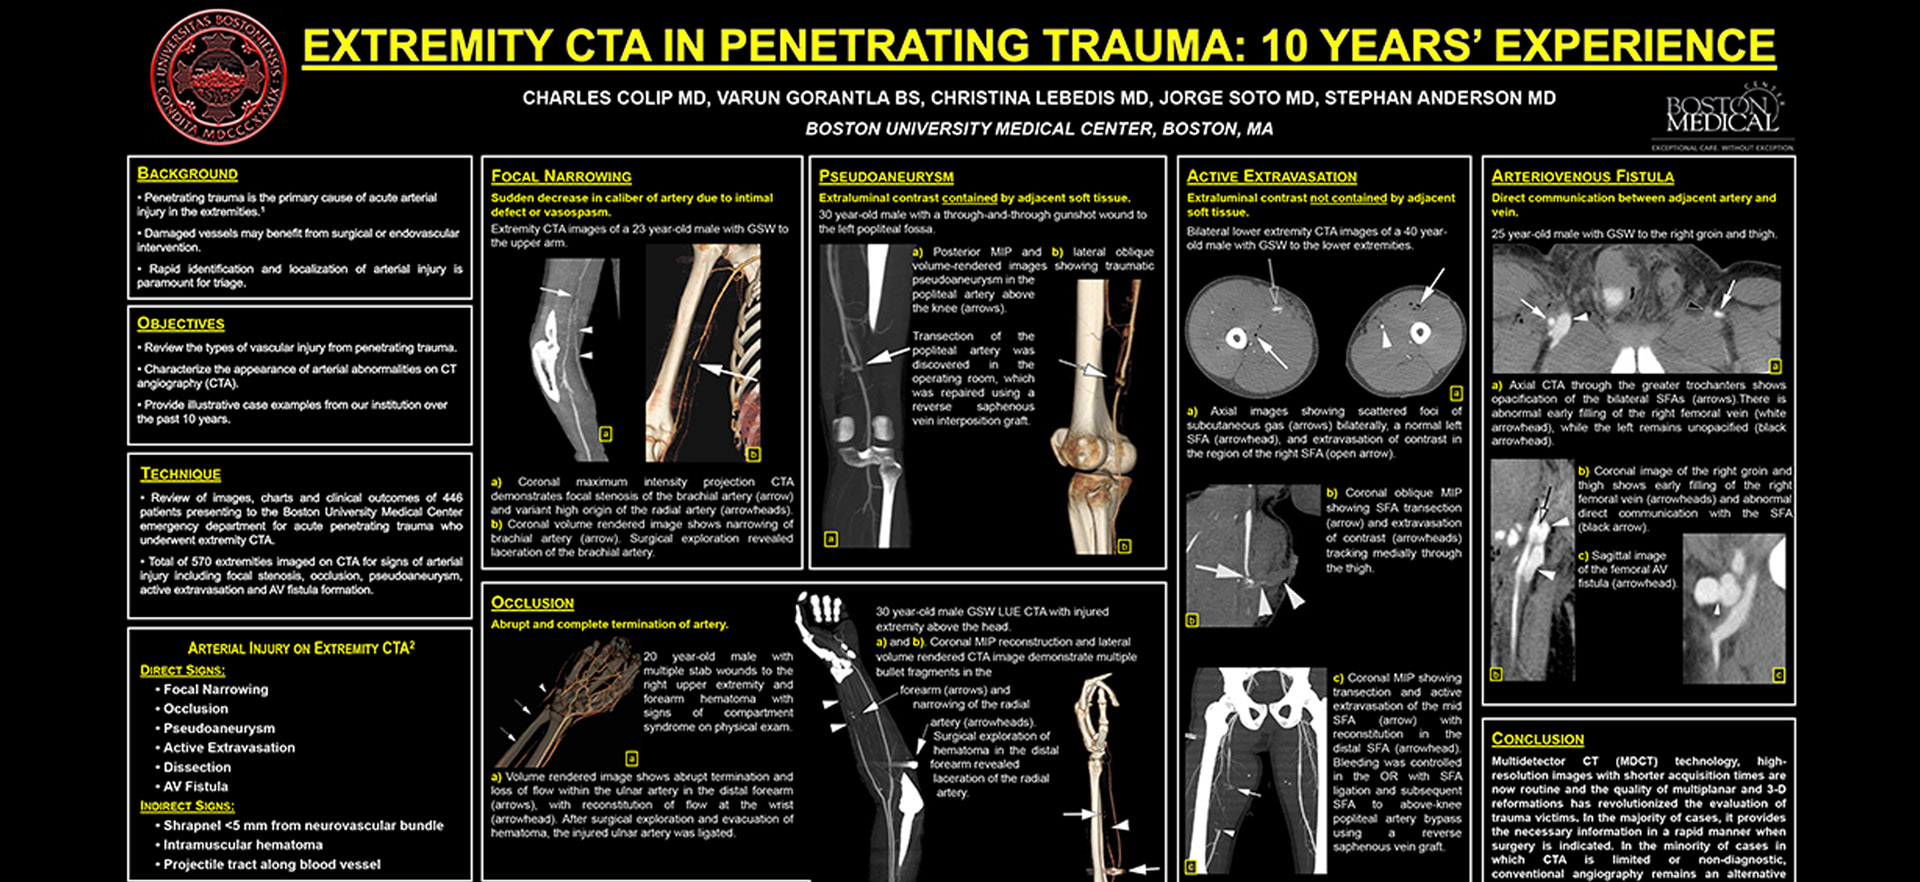 UNIVERSITAS BOSTONIENSIS
CONDITA MDCCCXXXIX
EXTREMITY CTA IN PENETRATING TRAUMA: 10 YEARS' EXPERIENCE
CHARLES COLIP MD, VARUN GORANTLA BS, CHRISTINA LEBEDIS MD, JORGE SOTO MD, STEPHAN ANDERSON MD
BOSTON UNIVERSITY MEDICAL CENTER, BOSTON, MA
BOSTON
MEDICAL
CENTER
EXCEPTIONAL CARE. WITHOUT EXCEPTION.
BACKGROUND
• Penetrating trauma is the primary cause of acute arterial
injury in the extremities.¹
• Damaged vessels may benefit from surgical or endovascular
intervention.
• Rapid identification and localization of arterial injury is
paramount for triage.
OBJECTIVES
• Review the types of vascular injury from penetrating trauma.
• Characterize the appearance of arterial abnormalities on CT
angiography (CTA).
• Provide illustrative case examples from our institution over
the past 10 years.
TECHNIQUE
• Review of images, charts and clinical outcomes of 446
patients presenting to the Boston University Medical Center
emergency department for acute penetrating trauma who
underwent extremity CTA.
• Total of 570 extremities imaged on CTA for signs of arterial
injury including focal stenosis, occlusion, pseudoaneurysm,
active extravasation and AV fistula formation.
ARTERIAL INJURY ON EXTREMITY CTA²
DIRECT SIGNS:
• Focal Narrowing
• Occlusion
• Pseudoaneurysm
• Active Extravasation
• Dissection
• AV Fistula
INDIRECT SIGNS:
• Shrapnel <5 mm from neurovascular bundle
• Intramuscular hematoma
• Projectile tract along blood vessel
FOCAL NARROWING
Sudden decrease in caliber of artery due to intimal
defect or vasospasm.
Extremity CTA images of a 23 year-old male with GSW to
the upper arm.
a
b
a) Coronal maximum intensity projection CTA
demonstrates focal stenosis of the brachial artery (arrow)
and variant high origin of the radial artery (arrowheads).
b) Coronal volume rendered image shows narrowing of
brachial artery (arrow). Surgical exploration revealed
laceration of the brachial artery.
PSEUDOANEURYSM
Extraluminal contrast contained by adjacent soft tissue.
30 year-old male with a through-and-through gunshot wound to
the left popliteal fossa.
a) Posterior MIP and b) lateral oblique
volume-rendered images showing traumatic
pseudoaneurysm in the
popliteal artery above
the knee (arrows).
Transection of the
popliteal artery was
discovered in the
operating room, which
was repaired using a
reverse saphenous
vein interposition graft.
a
b
OCCLUSION
Abrupt and complete termination of artery.
20 year-old male with
multiple stab wounds to the
right upper extremity and
forearm hematoma with
signs of compartment
syndrome on physical exam.
a
a) Volume rendered image shows abrupt termination and
loss of flow within the ulnar artery in the distal forearm
(arrows), with reconstitution of flow at the wrist
(arrowhead). After surgical exploration and evacuation of
hematoma, the injured ulnar artery was ligated.
30 year-old male GSW LUE CTA with injured
extremity above the head.
a) and b). Coronal MIP reconstruction and lateral
volume rendered CTA image demonstrate multiple
bullet fragments in the
forearm (arrows) and
narrowing of the radial
artery (arrowheads).
Surgical exploration of
hematoma in the distal
forearm revealed
laceration of the radial
artery.
ACTIVE EXTRAVASATION
Extraluminal contrast not contained by adjacent
soft tissue.
Bilateral lower extremity CTA images of a 40 year-
old male with GSW to the lower extremities.
a
a) Axial images showing scattered foci of
subcutaneous gas (arrows) bilaterally, a normal left
SFA (arrowhead), and extravasation of contrast in
the region of the right SFA (open arrow).
b) Coronal oblique MIP
showing SFA transection
(arrow) and extravasation
of contrast (arrowheads)
tracking medially through
the thigh.
b
c) Coronal MIP showing
transection and active
extravasation of the mid
SFA (arrow) with
reconstitution in the
distal SFA (arrowhead).
Bleeding was controlled
in the OR with SFA
ligation and subsequent
SFA to above-knee
popliteal artery bypass
using a reverse
saphenous vein graft.
c
ARTERIOVENOUS FISTULA
Direct communication between adjacent artery and
vein.
25 year-old male with GSW to the right groin and thigh.
a
a) Axial CTA through the greater trochanters shows
opacification of the bilateral SFAs (arrows).There is
abnormal early filling of the right femoral vein (white
arrowhead), while the left remains unopacified (black
arrowhead).
b) Coronal image of the right groin and
thigh shows early filling of the right
femoral vein (arrowheads) and abnormal
direct communication with the SFA
(black arrow).
c) Sagittal image
of the femoral AV
fistula (arrowhead).
b
c
CONCLUSION
Multidetector CT (MDCT) technology, high-
resolution images with shorter acquisition times are
now routine and the quality of multiplanar and 3-D
reformations has revolutionized the evaluation of
trauma victims. In the majority of cases, it provides
the necessary information in a rapid manner when
surgery is indicated. In the minority of cases in
which CTA is limited or non-diagnostic,
conventional angiography remains an alternative